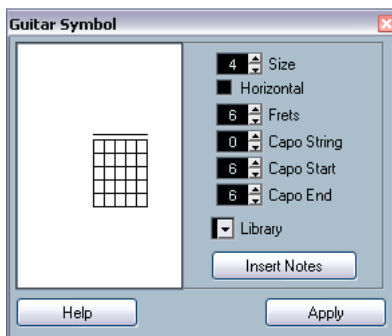 Guitar Symbol
4 Size
Horizontal
6 Frets
0 Capo String
6 Capo Start
6 Capo End
Library
Insert Notes
Help Apply